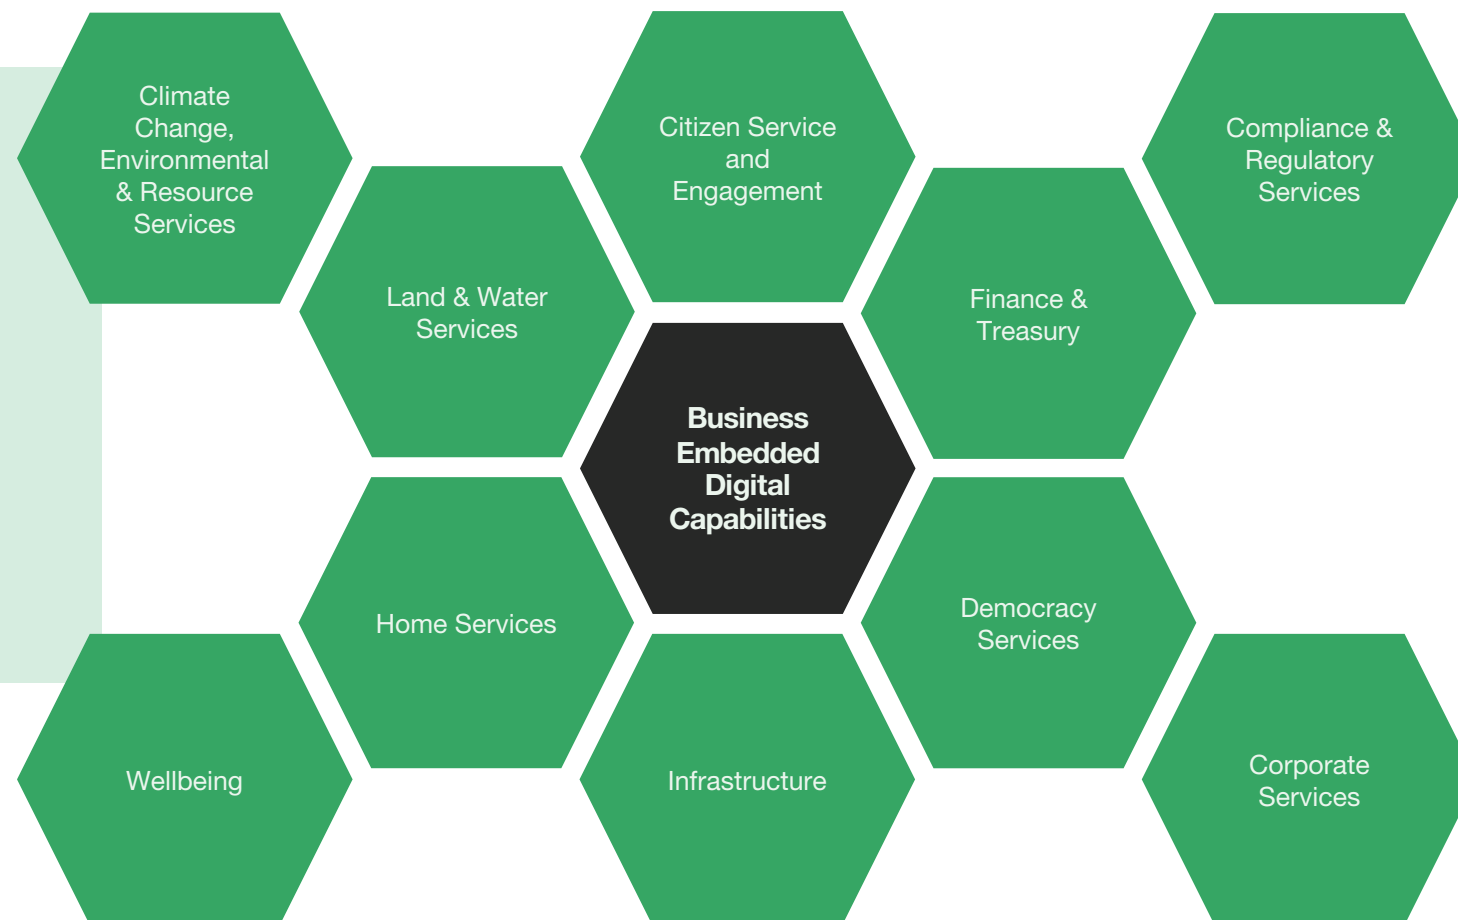 Climate
Change,
Environmental
& Resource
Services
Citizen Service
and
Engagement
Compliance &
Regulatory
Services
Land & Water
Services
Finance &
Treasury
Business
Embedded
Digital
Capabilities
Home Services
Democracy
Services
Wellbeing
Infrastructure
Corporate
Services